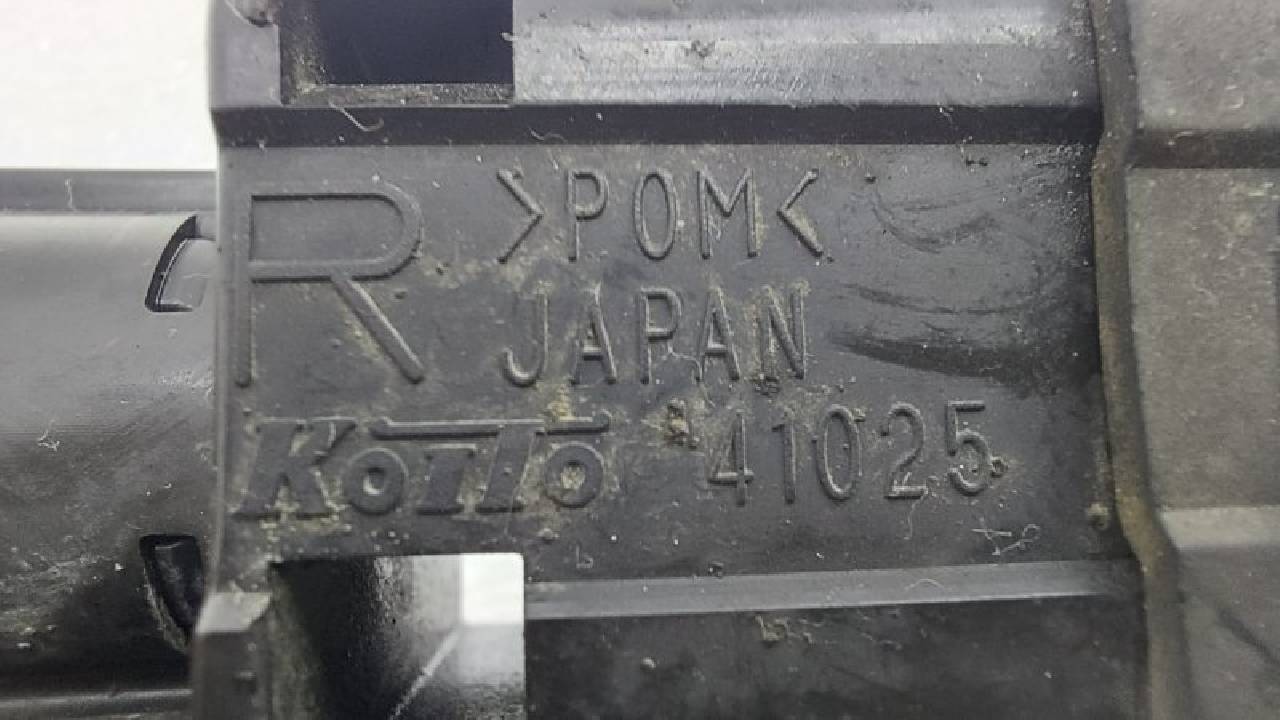 R >POM<
JAPAN
KOITO 41025